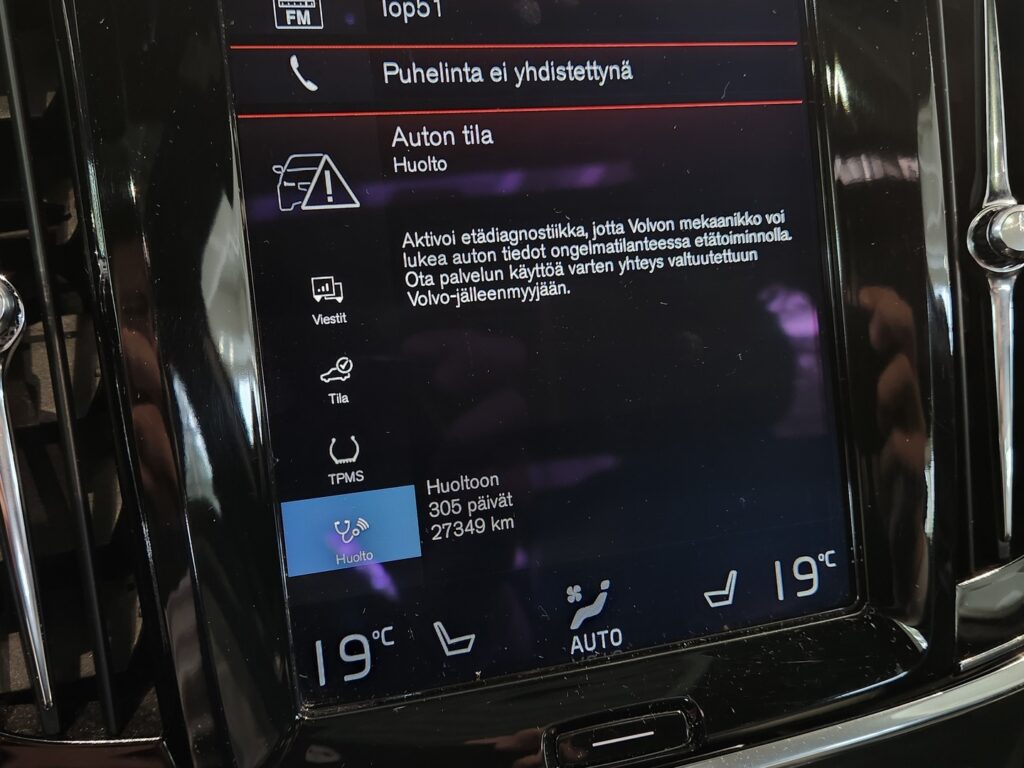 FM
Top51
Puhelinta ei yhdistettynä
Auton tila
Huolto
Aktivoi etädiagnostiikka, jotta Volvon mekaanikko voi
lukea auton tiedot ongelmatilanteessa etätoiminnolla.
Ota palvelun käyttöä varten yhteys valtuutettuun
Volvo-jälleenmyyjään.
Viestit
Tila
TPMS
Huolto
Huoltoon
305 päivät
27349 km
19°C
AUTO
19°C